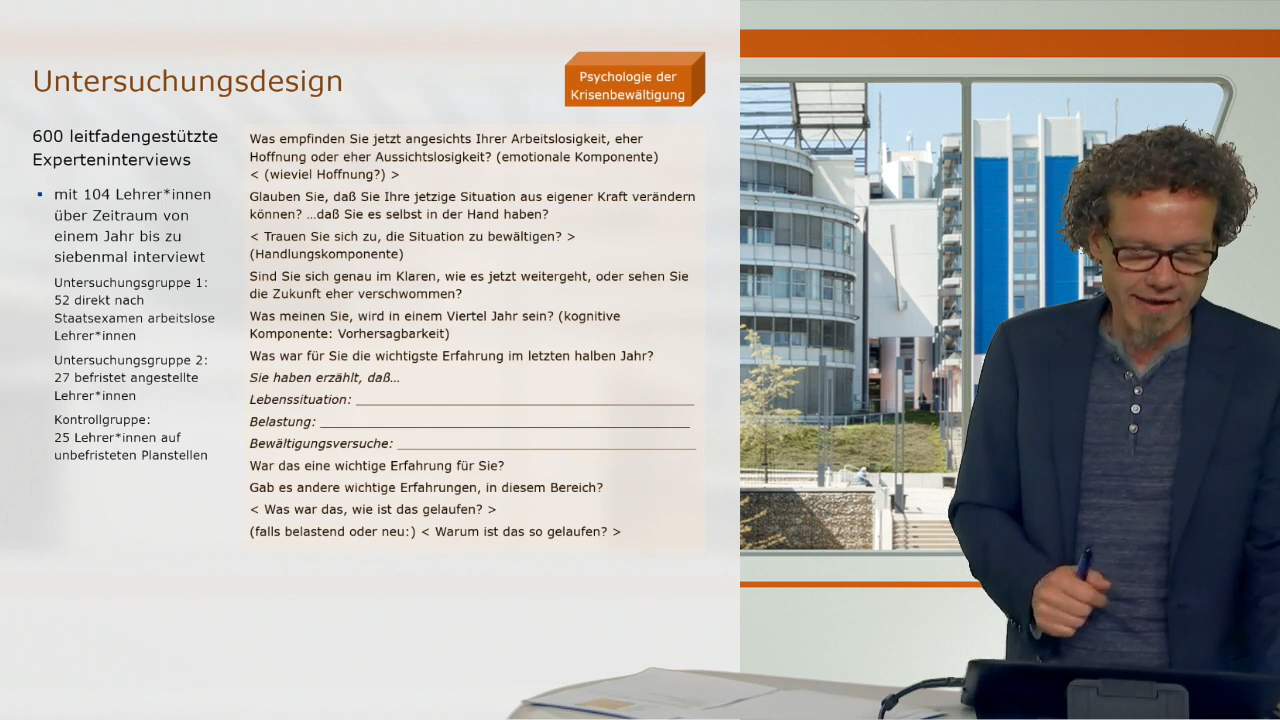 Untersuchungsdesign
Psychologie der
Krisenbewältigung
600 leitfadengestützte
Experteninterviews
▪ mit 104 Lehrer*innen
über Zeitraum von
einem Jahr bis zu
siebenmal interviewt
Untersuchungsgruppe 1:
52 direkt nach
Staatsexamen arbeitslose
Lehrer*innen
Untersuchungsgruppe 2:
27 befristet angestellte
Lehrer*innen
Kontrollgruppe:
25 Lehrer*innen auf
unbefristeten Planstellen
Was empfinden Sie jetzt angesichts Ihrer Arbeitslosigkeit, eher
Hoffnung oder eher Aussichtslosigkeit? (emotionale Komponente)
< (wieviel Hoffnung?) >
Glauben Sie, daß Sie Ihre jetzige Situation aus eigener Kraft verändern
können? …daß Sie es selbst in der Hand haben?
< Trauen Sie sich zu, die Situation zu bewältigen? >
(Handlungskomponente)
Sind Sie sich genau im Klaren, wie es jetzt weitergeht, oder sehen Sie
die Zukunft eher verschwommen?
Was meinen Sie, wird in einem Viertel Jahr sein? (kognitive
Komponente: Vorhersagbarkeit)
Was war für Sie die wichtigste Erfahrung im letzten halben Jahr?
Sie haben erzählt, daß…
Lebenssituation: ____
Belastung: ____
Bewältigungsversuche: ____
War das eine wichtige Erfahrung für Sie?
Gab es andere wichtige Erfahrungen, in diesem Bereich?
< Was war das, wie ist das gelaufen? >
(falls belastend oder neu:) < Warum ist das so gelaufen? >